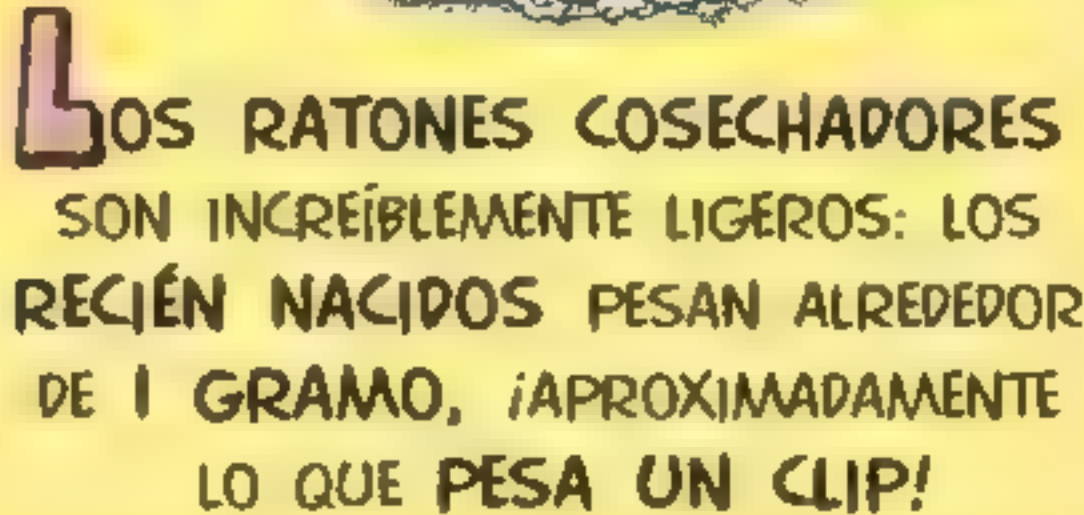 LOS RATONES COSECHADORES
SON INCREÍBLEMENTE LIGEROS: LOS
RECIÉN NACIDOS PESAN ALREDEDOR
DE 1 GRAMO, ¡APROXIMADAMENTE
LO QUE PESA UN CLIP!